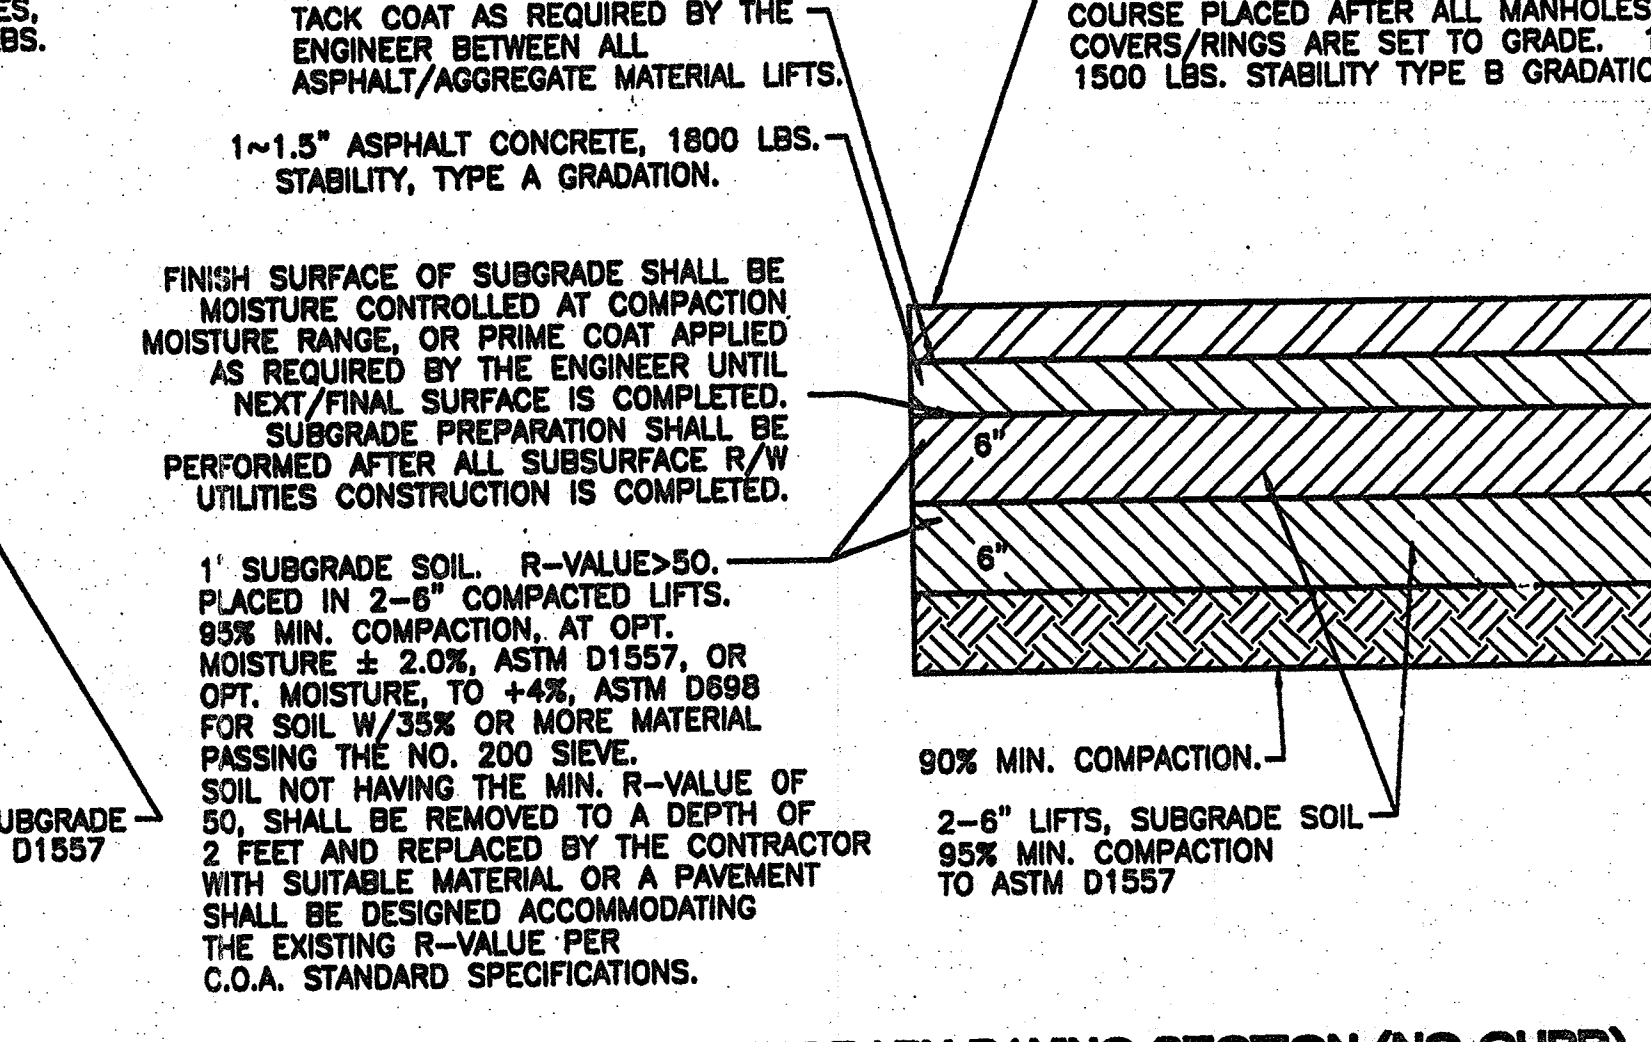 TACK COAT AS REQUIRED BY THE
ENGINEER BETWEEN ALL
ASPHALT/AGGREGATE MATERIAL LIFTS.
COURSE PLACED AFTER ALL MANHOLES
COVERS/RINGS ARE SET TO GRADE.
1500 LBS. STABILITY TYPE B
1~1.5" ASPHALT CONCRETE, 1800 LBS.
STABILITY, TYPE A GRADATION.
FINISH SURFACE OF SUBGRADE SHALL BE
MOISTURE CONTROLLED AT COMPACTION
MOISTURE RANGE, OR PRIME COAT APPLIED
AS REQUIRED BY THE ENGINEER UNTIL
NEXT/FINAL SURFACE IS COMPLETED.
SUBGRADE PREPARATION SHALL BE
PERFORMED AFTER ALL SUBSURFACE R/W
UTILITIES CONSTRUCTION IS COMPLETED.
6"
6"
1' SUBGRADE SOIL. R-VALUE>50.
PLACED IN 2-6" COMPACTED LIFTS.
95% MIN. COMPACTION, AT OPT.
MOISTURE ± 2.0%, ASTM D1557, OR
OPT. MOISTURE, TO +4%, ASTM D698
FOR SOIL W/35% OR MORE MATERIAL
PASSING THE NO. 200 SIEVE.
SOIL NOT HAVING THE MIN. R-VALUE OF
50, SHALL BE REMOVED TO A DEPTH OF
2 FEET AND REPLACED BY THE CONTRACTOR
WITH SUITABLE MATERIAL OR A PAVEMENT
SHALL BE DESIGNED ACCOMMODATING
THE EXISTING R-VALUE PER
C.O.A. STANDARD SPECIFICATIONS.
D1557
90% MIN. COMPACTION.
2-6" LIFTS, SUBGRADE SOIL
95% MIN. COMPACTION
TO ASTM D1557